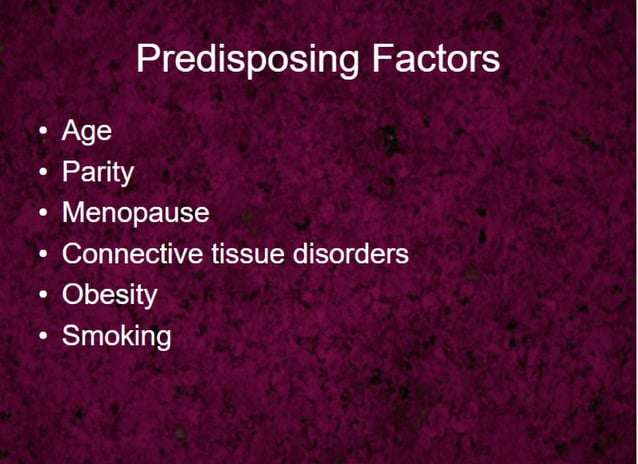 Predisposing Factors
• Age
• Parity
• Menopause
• Connective tissue disorders
• Obesity
• Smoking